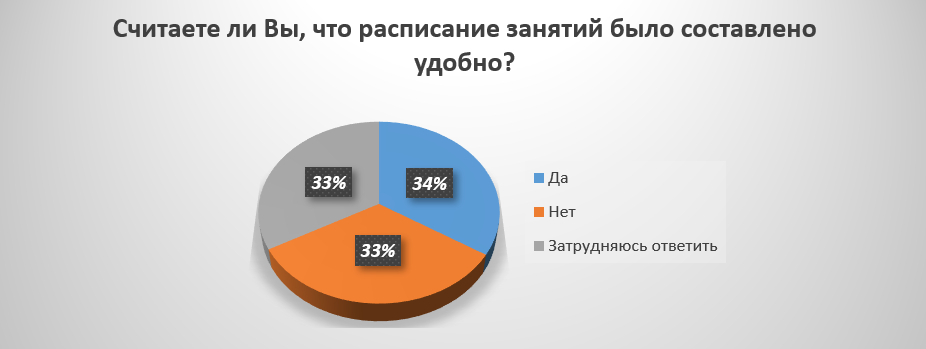 Считаете ли Вы, что расписание занятий было составлено
удобно?
33%
34%
33%
Да
Нет
Затрудняюсь ответить